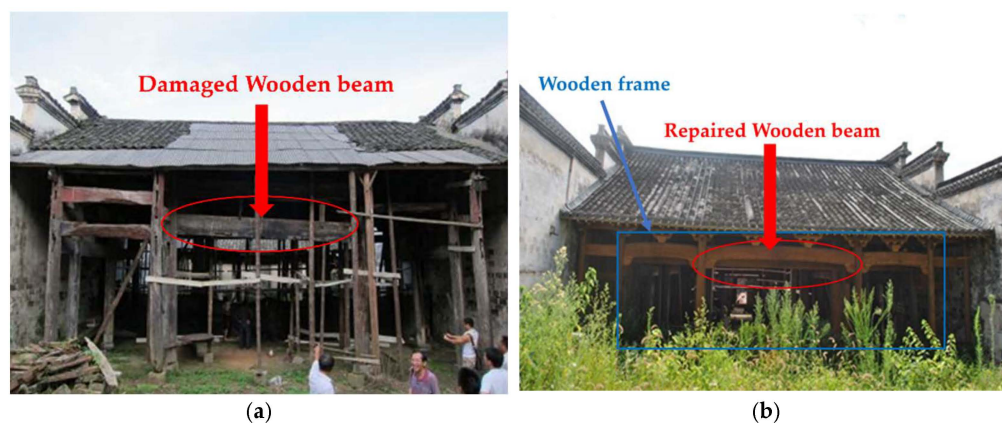 Damaged Wooden beam
Wooden frame
Repaired Wooden beam
(a)
(b)